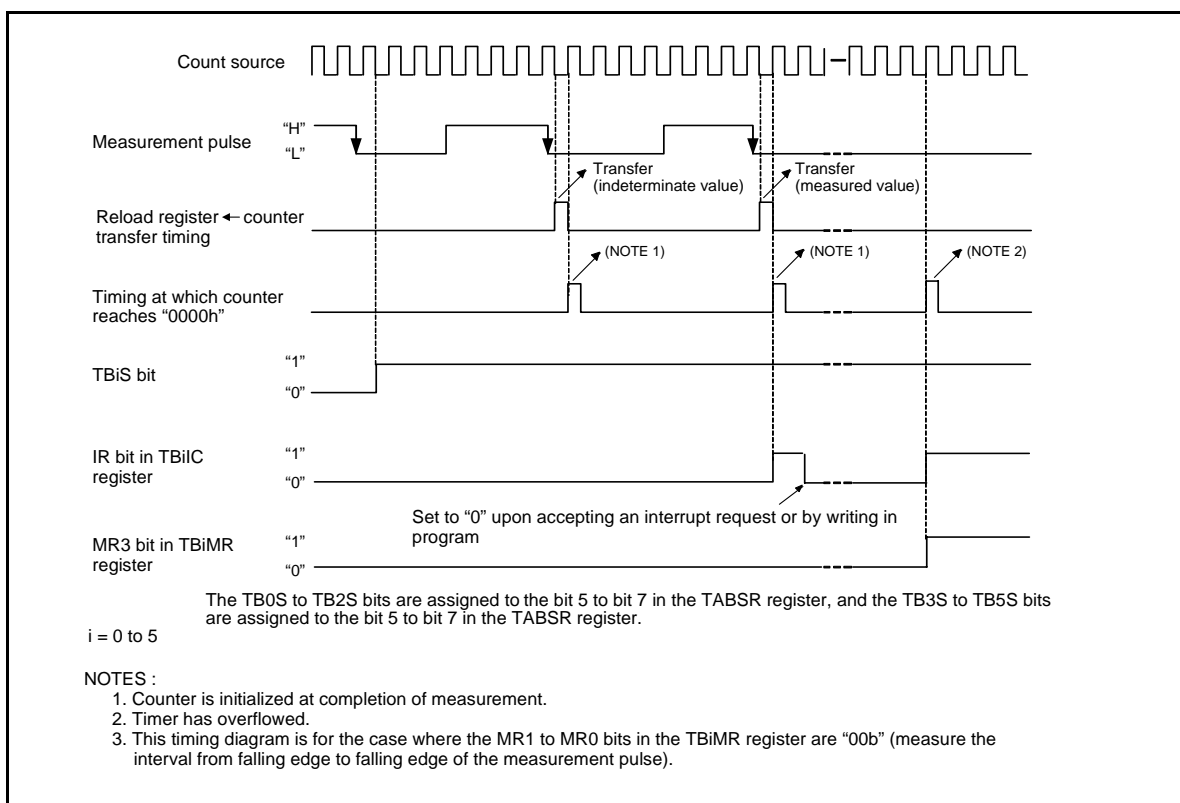 Count source
Measurement pulse
“H”
“L”
Transfer
(indeterminate value)
Transfer
(measured value)
Reload register ← counter
transfer timing
(NOTE 1)
(NOTE 1)
(NOTE 2)
Timing at which counter
reaches “0000h”
TBiS bit
“1”
“0”
IR bit in TBiIC
register
“1”
“0”
Set to “0” upon accepting an interrupt request or by writing in
program
MR3 bit in TBiMR
register
“1”
“0”
The TB0S to TB2S bits are assigned to the bit 5 to bit 7 in the TABSR register, and the TB3S to TB5S bits
are assigned to the bit 5 to bit 7 in the TABSR register.
i = 0 to 5
NOTES :
1. Counter is initialized at completion of measurement.
2. Timer has overflowed.
3. This timing diagram is for the case where the MR1 to MR0 bits in the TBiMR register are “00b” (measure the
interval from falling edge to falling edge of the measurement pulse).